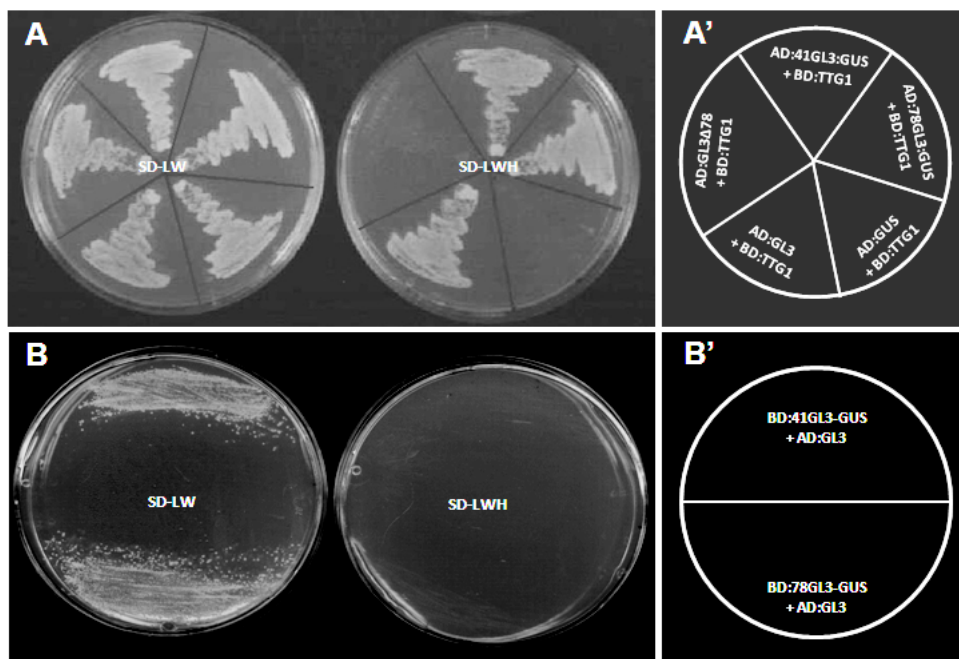 A
SD-LW
SD-LWH
A'
AD:41GL3:GUS
+ BD:TTG1
AD:78GL3:GUS
+ BD:TTG1
AD:GUS
+ BD:TTG1
AD:GL3
+ BD:TTG1
AD:GL3Δ78
+ BD:TTG1
B
SD-LW
SD-LWH
B'
BD:41GL3-GUS
+ AD:GL3
BD:78GL3-GUS
+ AD:GL3